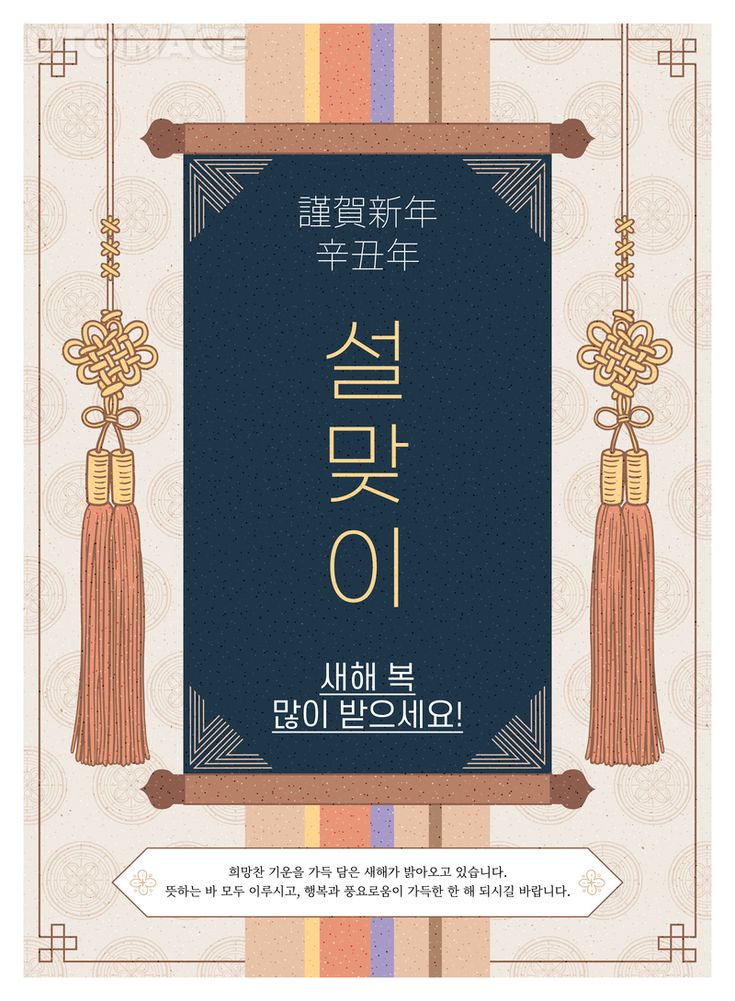 UTOIMAGE
謹賀新年
辛丑年
설
맞
이
새해 복
많이 받으세요!
희망찬 기운을 가득 담은 새해가 밝아오고 있습니다.
뜻하는 바 모두 이루시고, 행복과 풍요로움이 가득한 한 해 되시길 바랍니다.